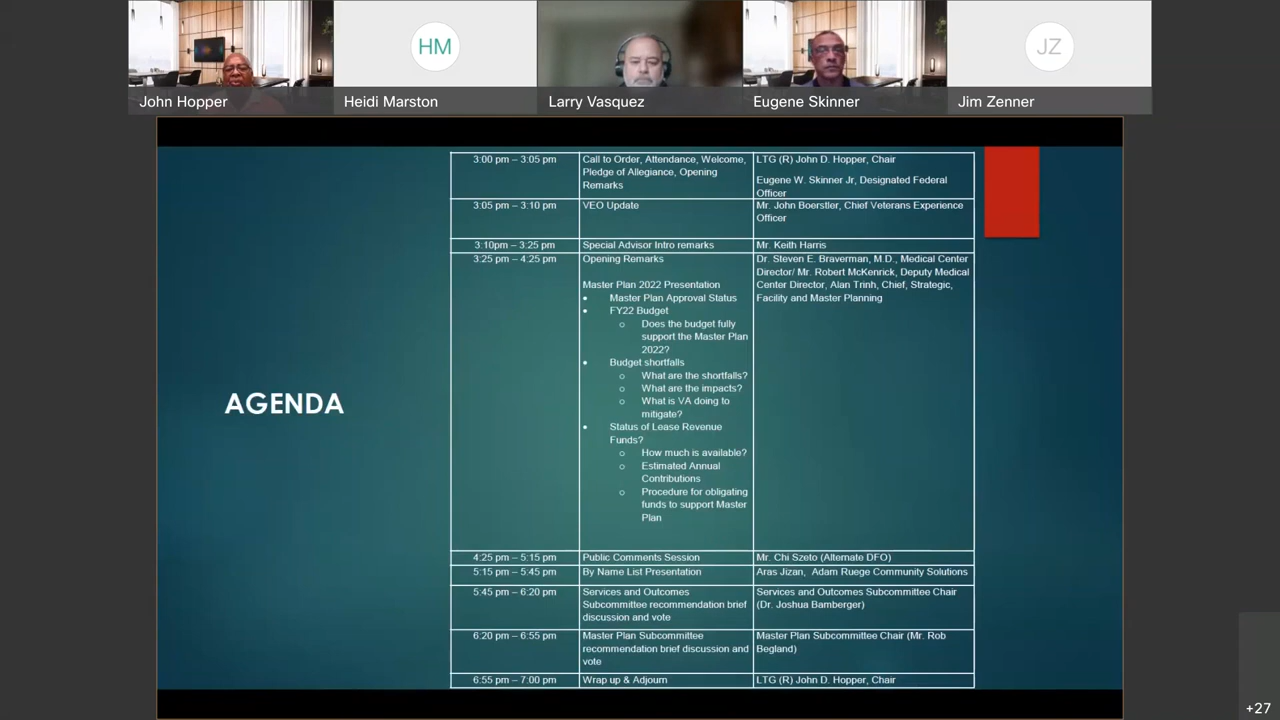 HM
JZ
John Hopper
Heidi Marston
Larry Vasquez
Eugene Skinner
Jim Zenner
AGENDA
3:00 pm – 3:05 pm
Call to Order, Attendance, Welcome,
Pledge of Allegiance, Opening
Remarks
LTG (R) John D. Hopper, Chair
Eugene W. Skinner Jr, Designated Federal
Officer
3:05 pm – 3:10 pm
VEO Update
Mr. John Boerstler, Chief Veterans Experience
Officer
3:10pm – 3:25 pm
Special Advisor Intro remarks
Mr. Keith Harris
3:25 pm – 4:25 pm
Opening Remarks
Master Plan 2022 Presentation
• Master Plan Approval Status
• FY22 Budget
o Does the budget fully
support the Master Plan
2022?
• Budget shortfalls
o What are the shortfalls?
o What are the impacts?
o What is VA doing to
mitigate?
• Status of Lease Revenue
Funds?
o How much is available?
o Estimated Annual
Contributions
o Procedure for obligating
funds to support Master
Plan
Dr. Steven E. Braverman, M.D., Medical Center
Director/ Mr. Robert McKenrick, Deputy Medical
Center Director, Alan Trinh, Chief, Strategic,
Facility and Master Planning
4:25 pm – 5:15 pm
Public Comments Session
Mr. Chi Szeto (Alternate DFO)
5:15 pm – 5:45 pm
By Name List Presentation
Aras Jizan, Adam Ruege Community Solutions
5:45 pm – 6:20 pm
Services and Outcomes
Subcommittee recommendation brief
discussion and vote
Services and Outcomes Subcommittee Chair
(Dr. Joshua Bamberger)
6:20 pm – 6:55 pm
Master Plan Subcommittee
recommendation brief discussion and
vote
Master Plan Subcommittee Chair (Mr. Rob
Begland)
6:55 pm – 7:00 pm
Wrap up & Adjourn
LTG (R) John D. Hopper, Chair
+27